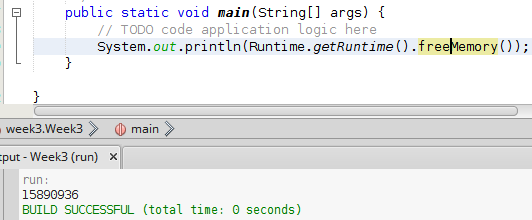 public static void main(String[] args) {
// TODO code application logic here
System.out.println(Runtime.getRuntime().freeMemory());
}
}
week3.Week3 main
tput - Week3 (run) x
run:
15890936
BUILD SUCCESSFUL (total time: 0 seconds)